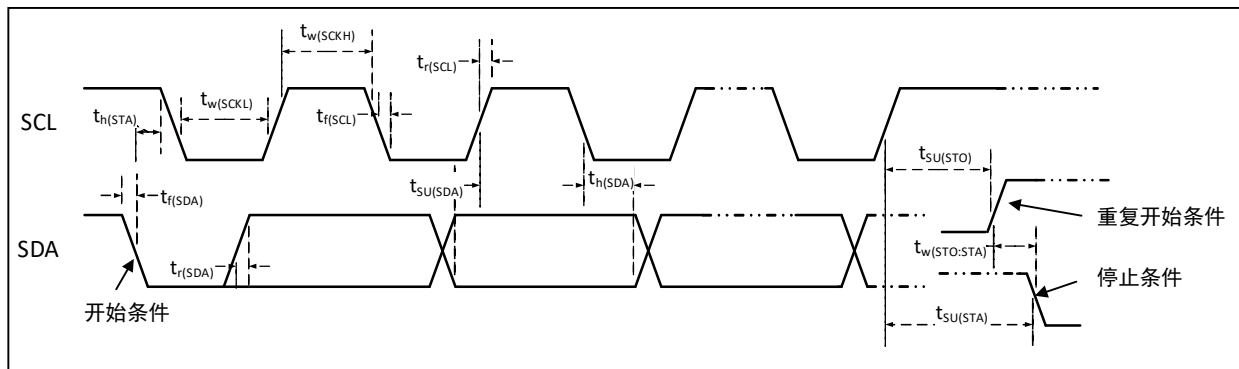 tw(SCKH)
tr(SCL)
tw(SCKL)
th(STA)
tf(SCL)
SCL
tSU(STO)
tSU(SDA)
th(SDA)
tf(SDA)
重复开始条件
SDA
tw(STO:STA)
tr(SDA)
停止条件
开始条件
tSU(STA)